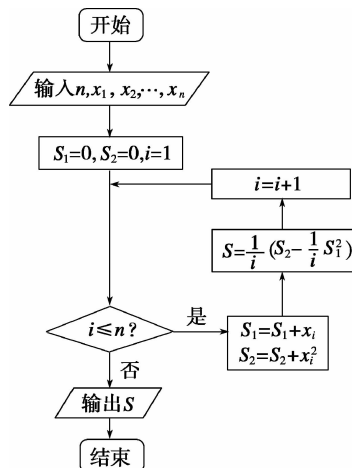 开始
输入n,x₁, x₂,…,xₙ
S₁=0,S₂=0,i=1
i=i+1
S=1/i(S₂-1/i S₁²)
i≤n?
是
S₁=S₁+xᵢ
S₂=S₂+xᵢ²
否
输出S
结束